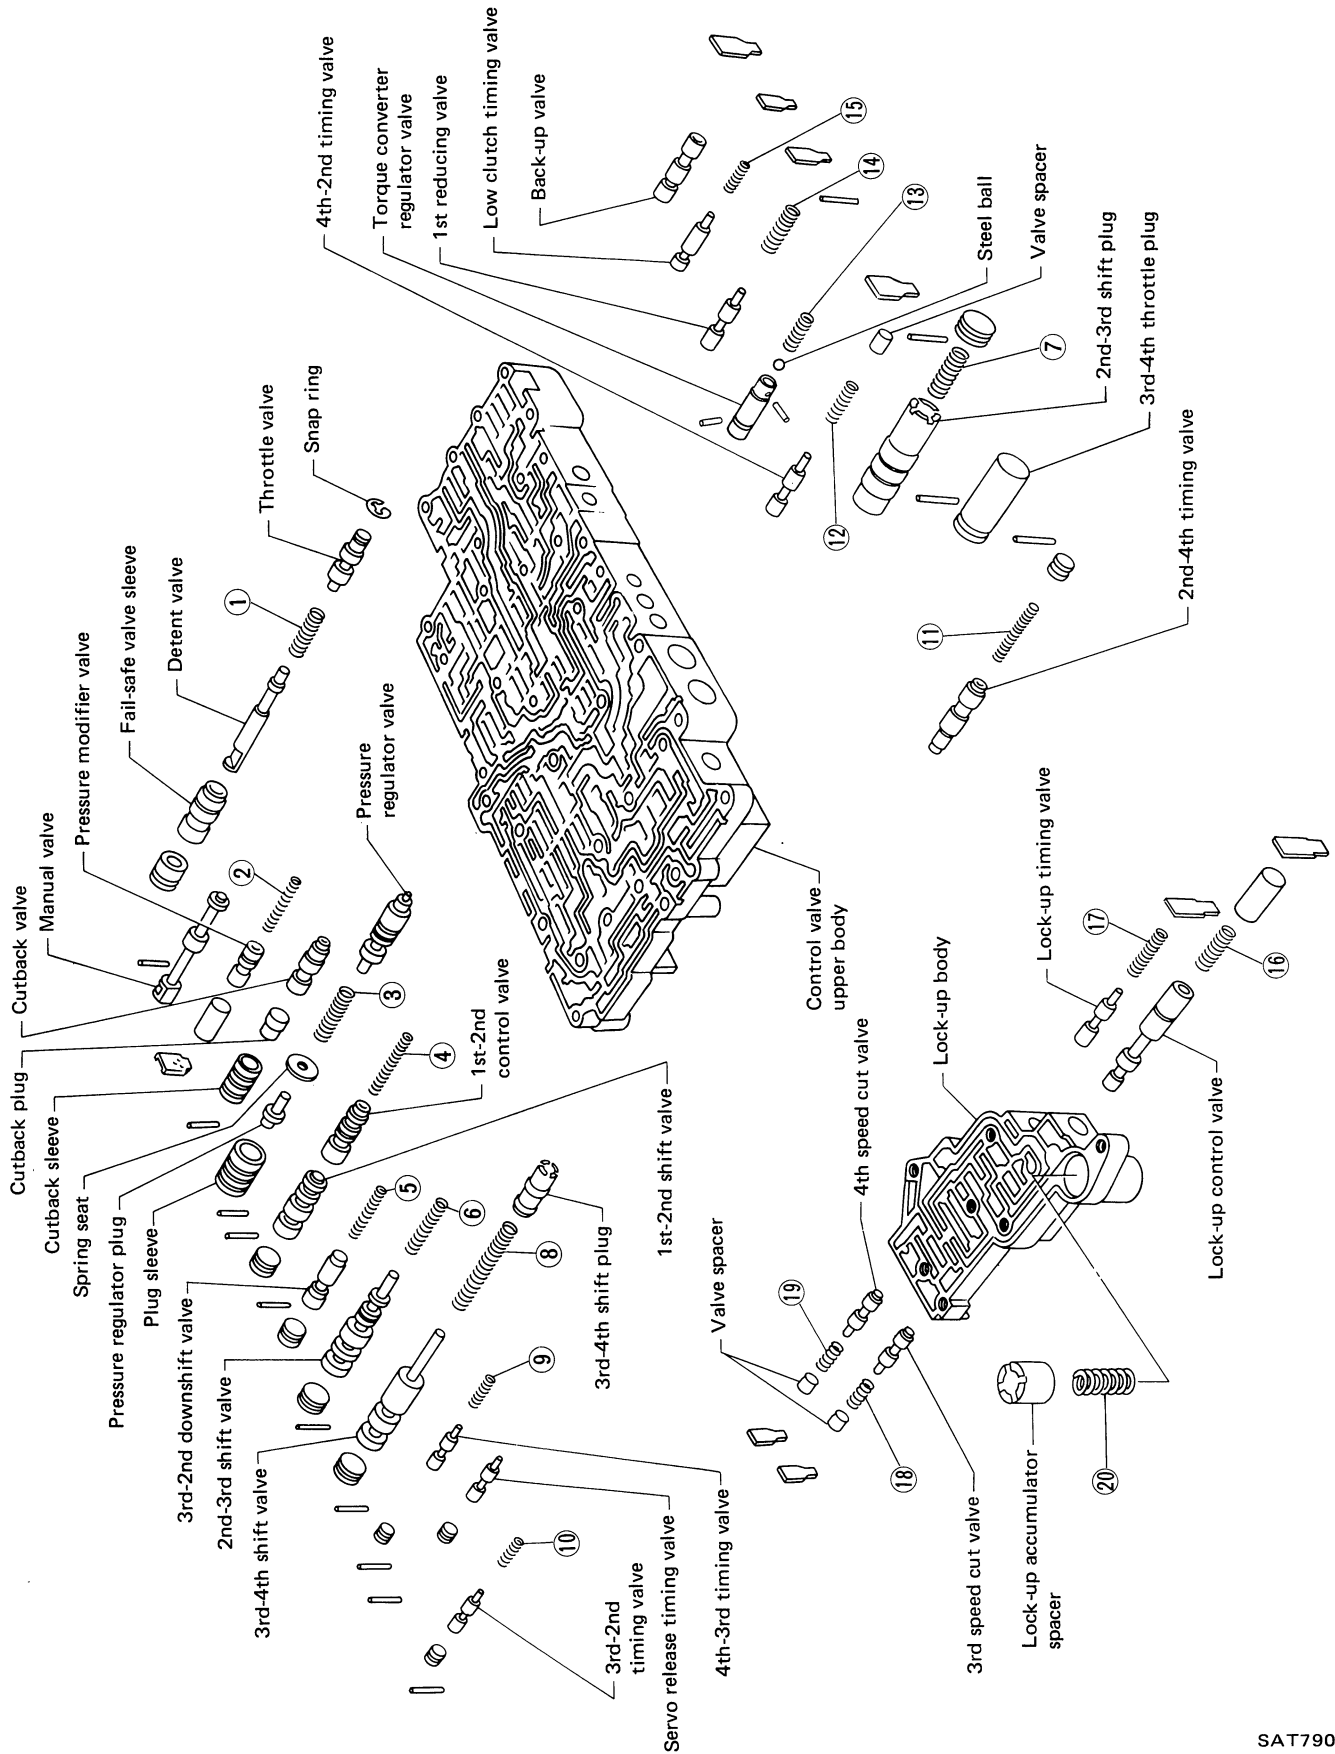 Cutback plug
Cutback valve
Manual valve
Pressure modifier valve
Fail-safe valve sleeve
Detent valve
Throttle valve
Snap ring
4th-2nd timing valve
Torque converter
regulator valve
1st reducing valve
Low clutch timing valve
Back-up valve
Cutback sleeve
Spring seat
Pressure regulator plug
Plug sleeve
3rd-2nd downshift valve
2nd-3rd shift valve
3rd-4th shift valve
1
2
3
4
5
6
8
9
10
Pressure
regulator valve
1st-2nd
control valve
1st-2nd shift valve
3rd-4th shift plug
3rd-2nd
timing valve
Servo release timing valve
4th-3rd timing valve
Control valve
upper body
15
14
13
12
11
7
Steel ball
Valve spacer
2nd-3rd shift plug
3rd-4th throttle plug
2nd-4th timing valve
Valve spacer
19
18
4th speed cut valve
3rd speed cut valve
Lock-up body
Lock-up timing valve
17
16
Lock-up control valve
Lock-up accumulator
spacer
20
SAT790